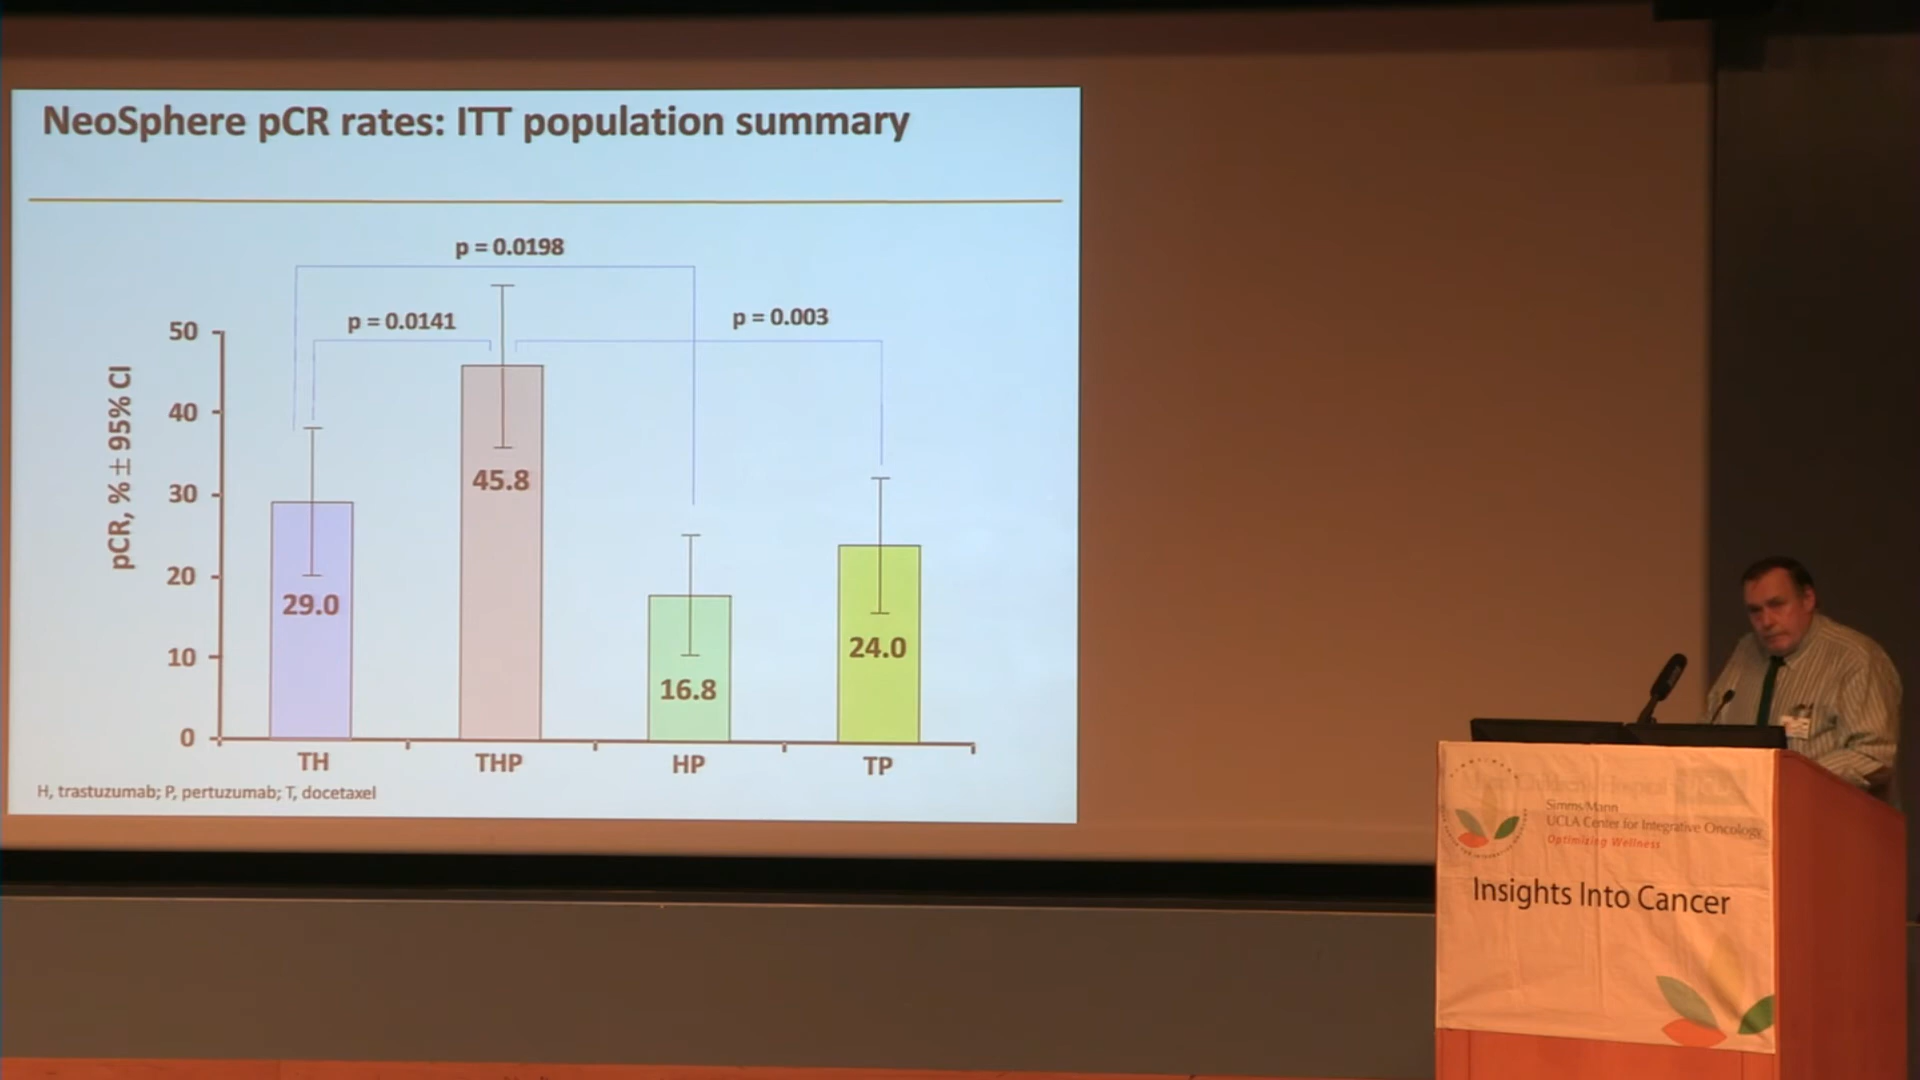 NeoSphere pCR rates: ITT population summary
p = 0.0198
p = 0.0141
p = 0.003
pCR, % ± 95% CI
50
40
30
20
10
0
29.0
45.8
16.8
24.0
TH
THP
HP
TP
H, trastuzumab; P, pertuzumab; T, docetaxel
Simms/Mann
UCLA Center for Integrative Oncology
Optimizing Wellness
Insights Into Cancer